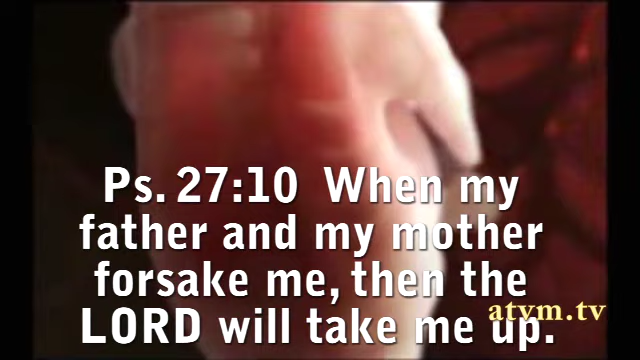 Ps. 27:10 When my
father and my mother
forsake me, then the
LORD will take me up.
atvm.tv